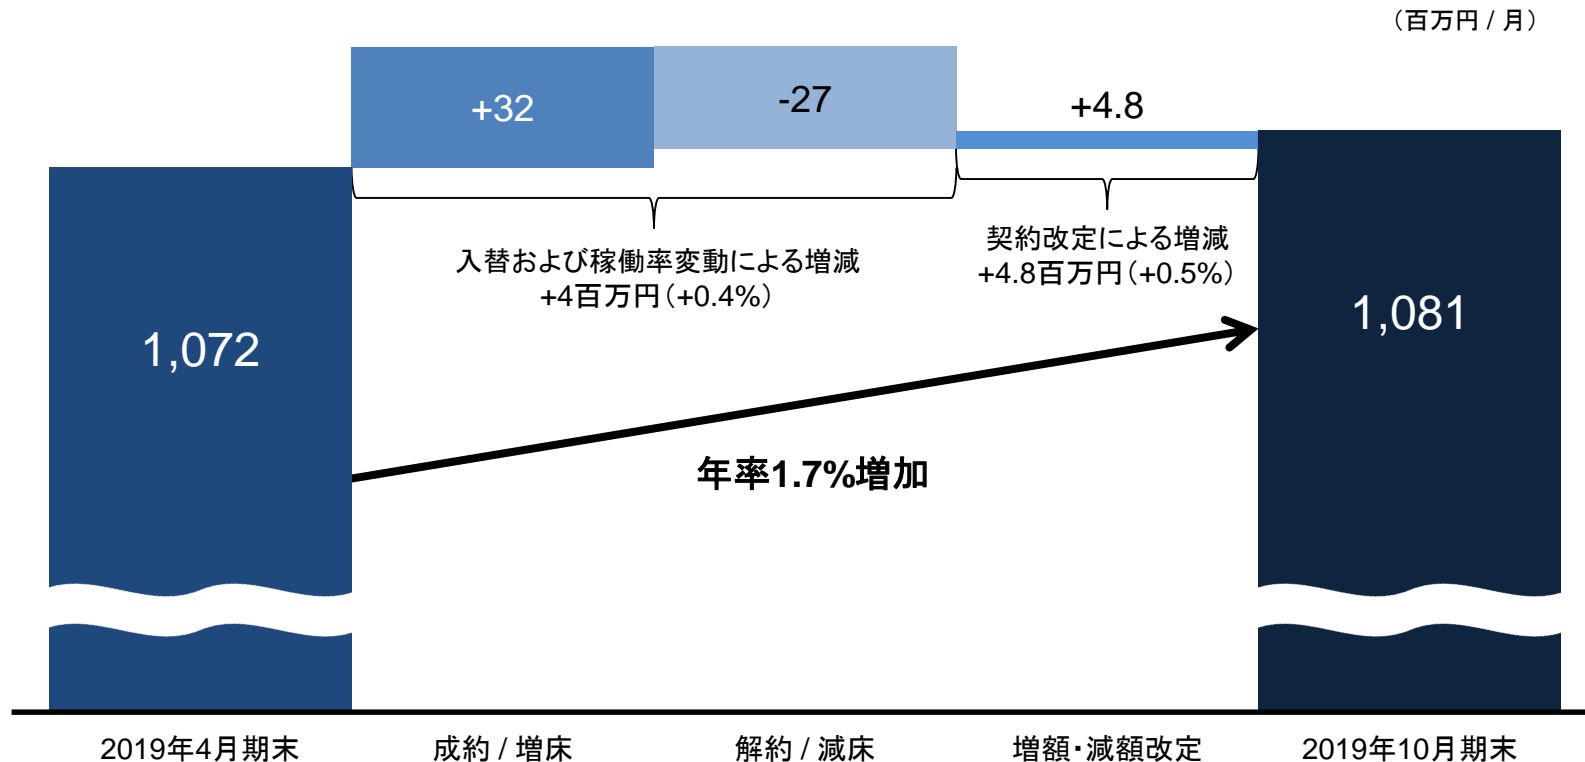 （百万円 / 月）
+32
-27
+4.8
入替および稼働率変動による増減
+4百万円（+0.4%）
契約改定による増減
+4.8百万円（+0.5%）
1,072
1,081
年率1.7%増加
2019年4月期末
成約 / 増床
解約 / 減床
増額・減額改定
2019年10月期末